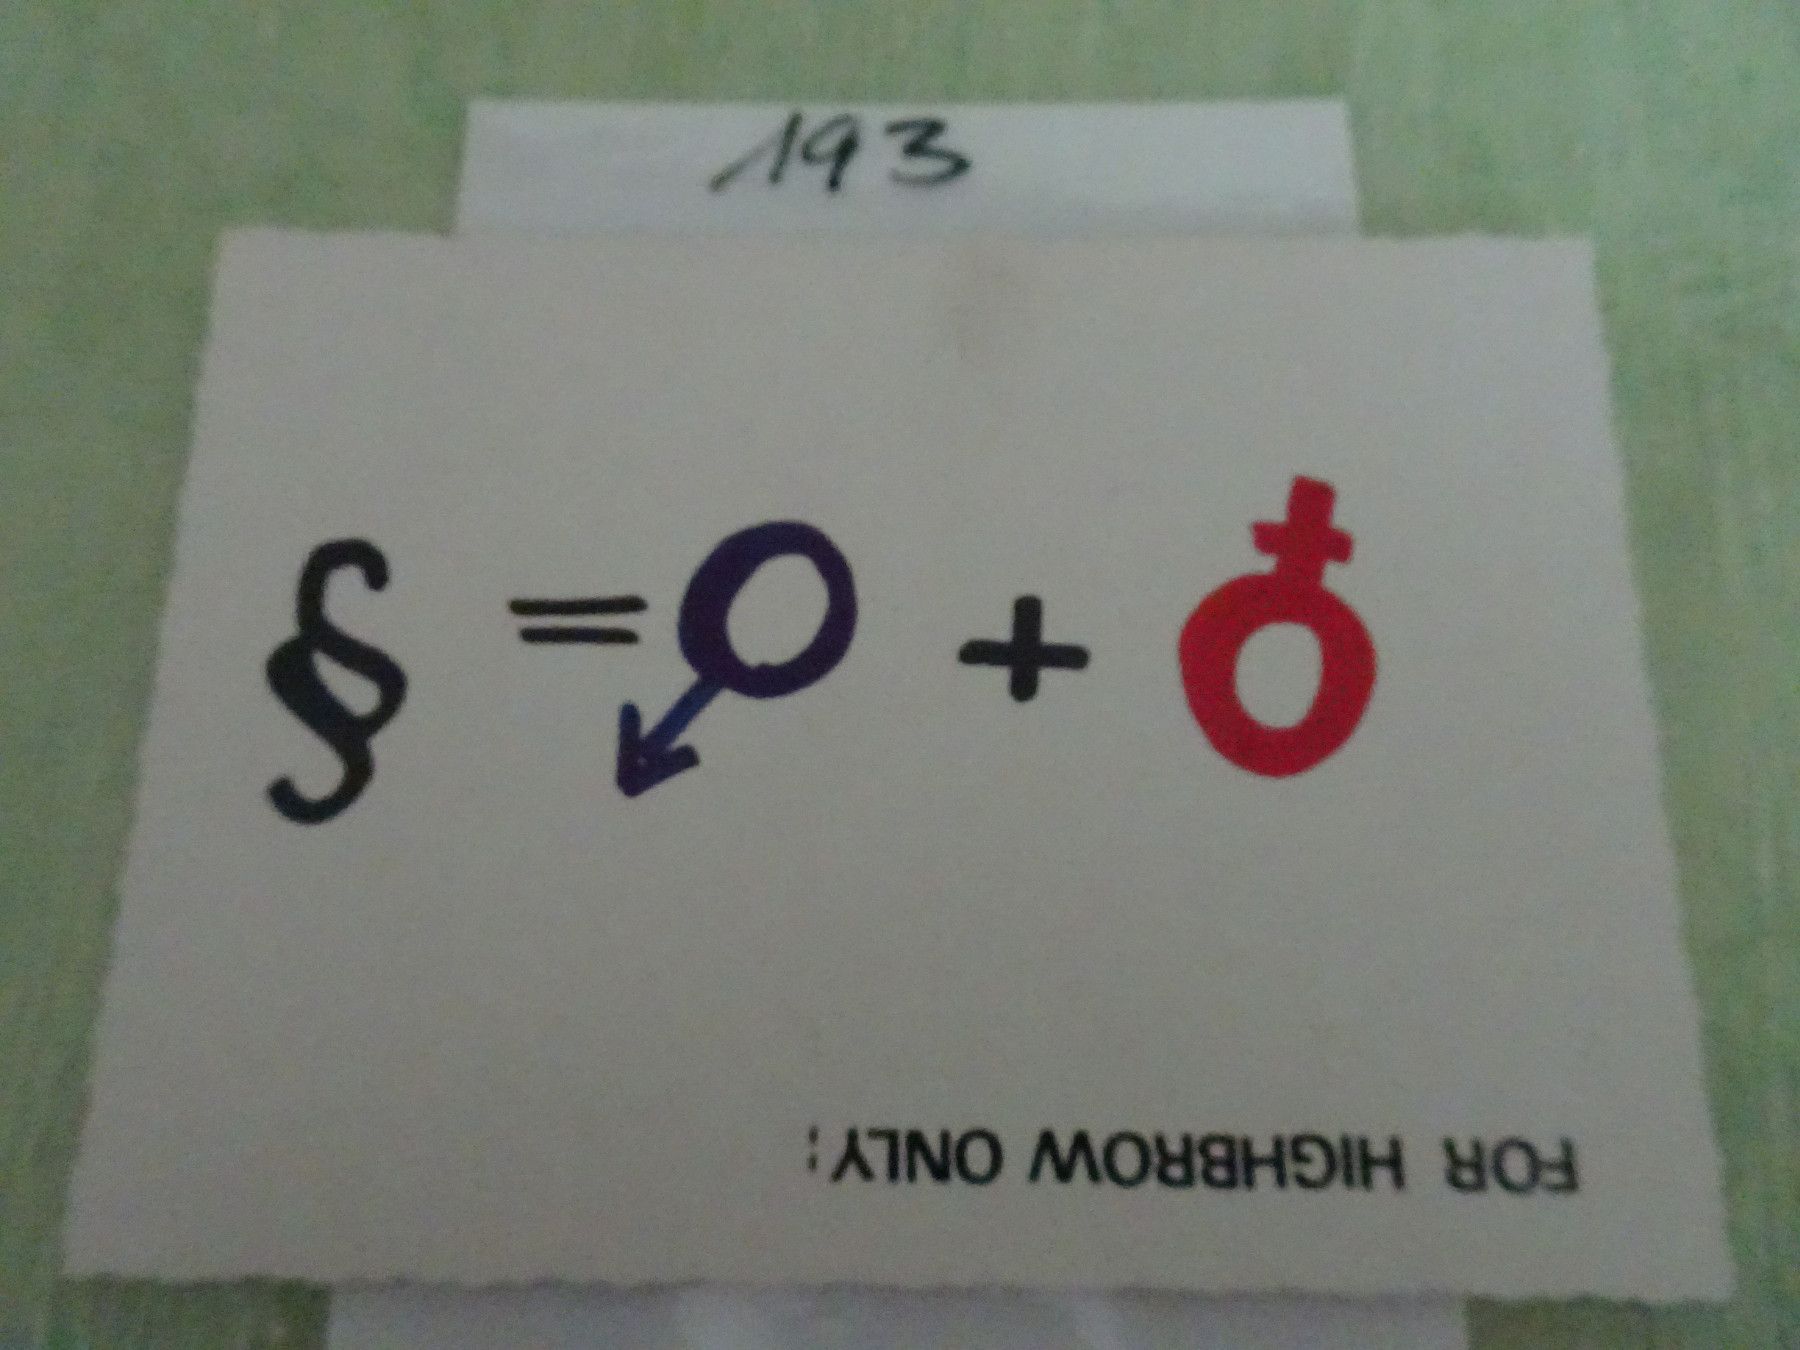 193
FOR HIGHBROW ONLY:
♀ + ♂ = §